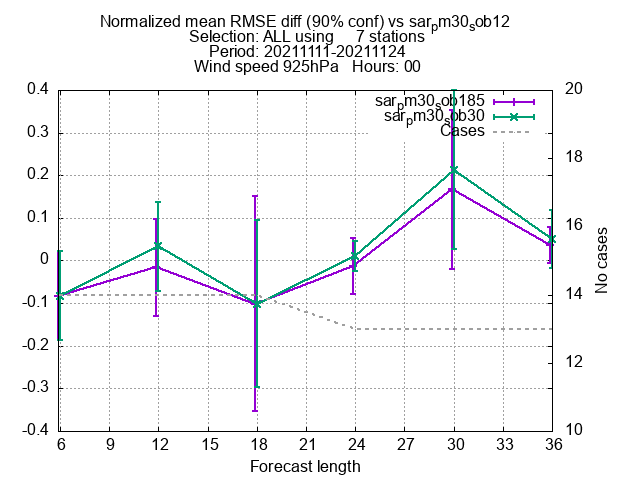 Normalized mean RMSE diff (90% conf) vs sarpm30sob12
Selection: ALL using 7 stations
Period: 20211111-20211124
Wind speed 925hPa Hours: 00
sarpm30sob185
sarpm30sob30
Cases
0.4
0.3
0.2
0.1
0
-0.1
-0.2
-0.3
-0.4
20
18
16
14
12
10
No cases
6 9 12 15 18 21 24 27 30 33 36
Forecast length